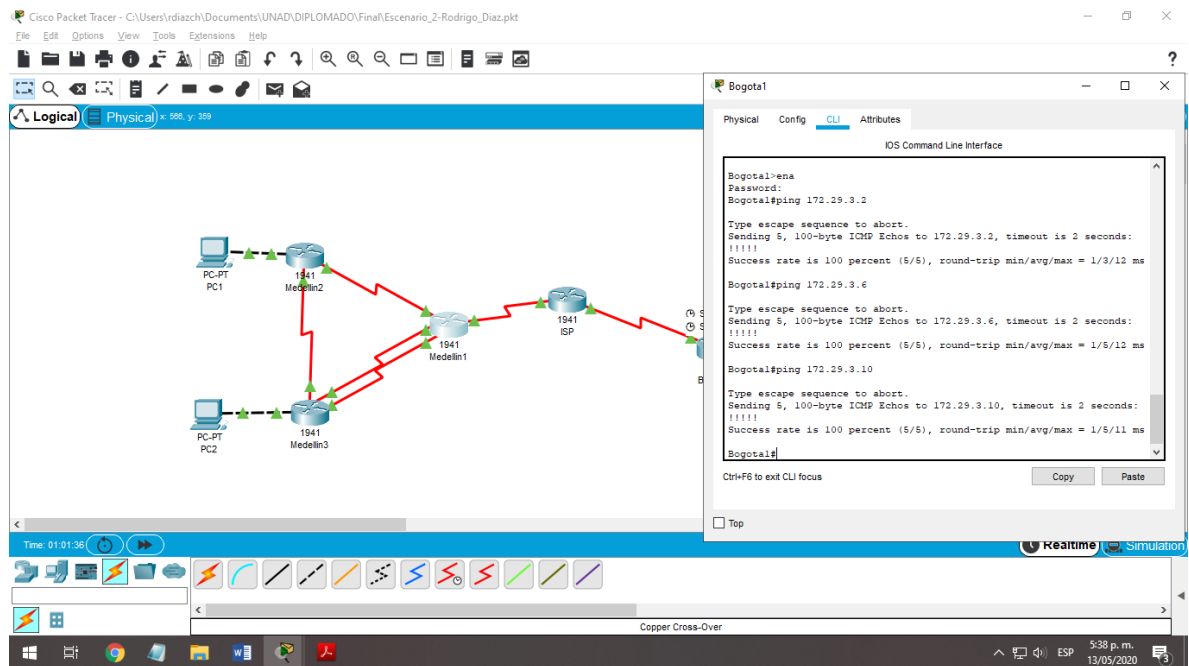 Cisco Packet Tracer - C:\Users\rdiazch\Documents\UNAD\DIPLOMADO\Final\Escenario_2-Rodrigo_Diaz.pkt
File Edit Options View Tools Extensions Help
?
Logical Physical x: 566, y: 359
PC-PT
PC1
1941
Medellin2
1941
Medellin1
1941
ISP
PC-PT
PC2
1941
Medellin3
S
S
B
Bogota1
Physical Config CLI Attributes
IOS Command Line Interface
Bogota1>ena
Password:
Bogota1#ping 172.29.3.2
Type escape sequence to abort.
Sending 5, 100-byte ICMP Echos to 172.29.3.2, timeout is 2 seconds:
!!!!!
Success rate is 100 percent (5/5), round-trip min/avg/max = 1/3/12 ms
Bogota1#ping 172.29.3.6
Type escape sequence to abort.
Sending 5, 100-byte ICMP Echos to 172.29.3.6, timeout is 2 seconds:
!!!!!
Success rate is 100 percent (5/5), round-trip min/avg/max = 1/5/12 ms
Bogota1#ping 172.29.3.10
Type escape sequence to abort.
Sending 5, 100-byte ICMP Echos to 172.29.3.10, timeout is 2 seconds:
!!!!!
Success rate is 100 percent (5/5), round-trip min/avg/max = 1/5/11 ms
Bogota1#
Ctrl+F6 to exit CLI focus
Copy
Paste
Top
Time: 01:01:36
Realtime Simulation
Copper Cross-Over
ESP
5:38 p. m.
13/05/2020
3